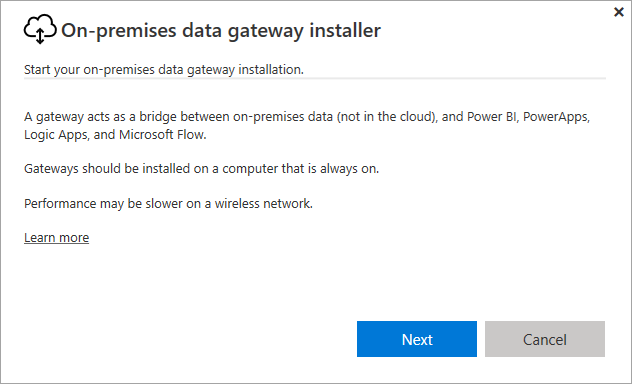 On-premises data gateway installer
Start your on-premises data gateway installation.
A gateway acts as a bridge between on-premises data (not in the cloud), and Power BI, PowerApps,
Logic Apps, and Microsoft Flow.
Gateways should be installed on a computer that is always on.
Performance may be slower on a wireless network.
Learn more
Next
Cancel